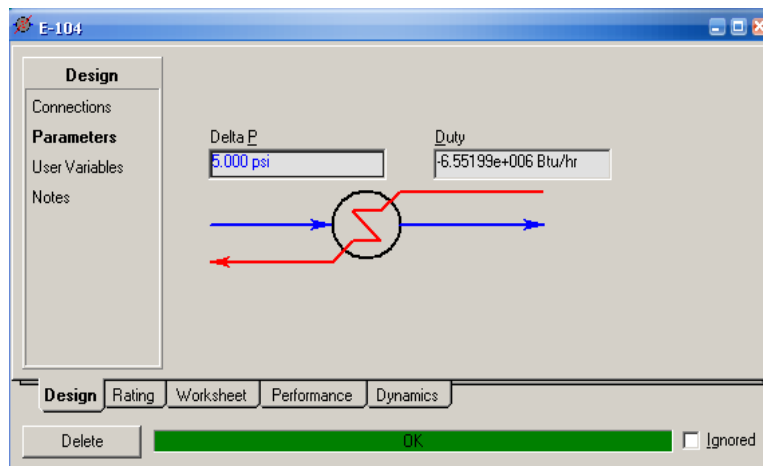 E-104
Design
Connections
Parameters
User Variables
Notes
Delta P
Duty
5.000 psi
-6.55199e+006 Btu/hr
Design Rating Worksheet Performance Dynamics
Delete
OK
Ignored